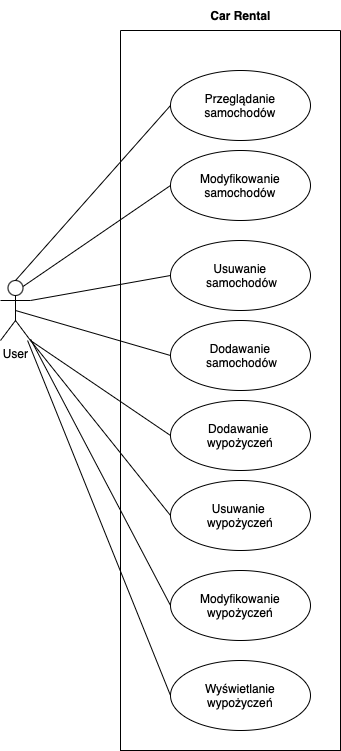 Car Rental
Przeglądanie
samochodów
Modyfikowanie
samochodów
Usuwanie
samochodów
User
Dodawanie
samochodów
Dodawanie
wypożyczeń
Usuwanie
wypożyczeń
Modyfikowanie
wypożyczeń
Wyświetlanie
wypożyczeń